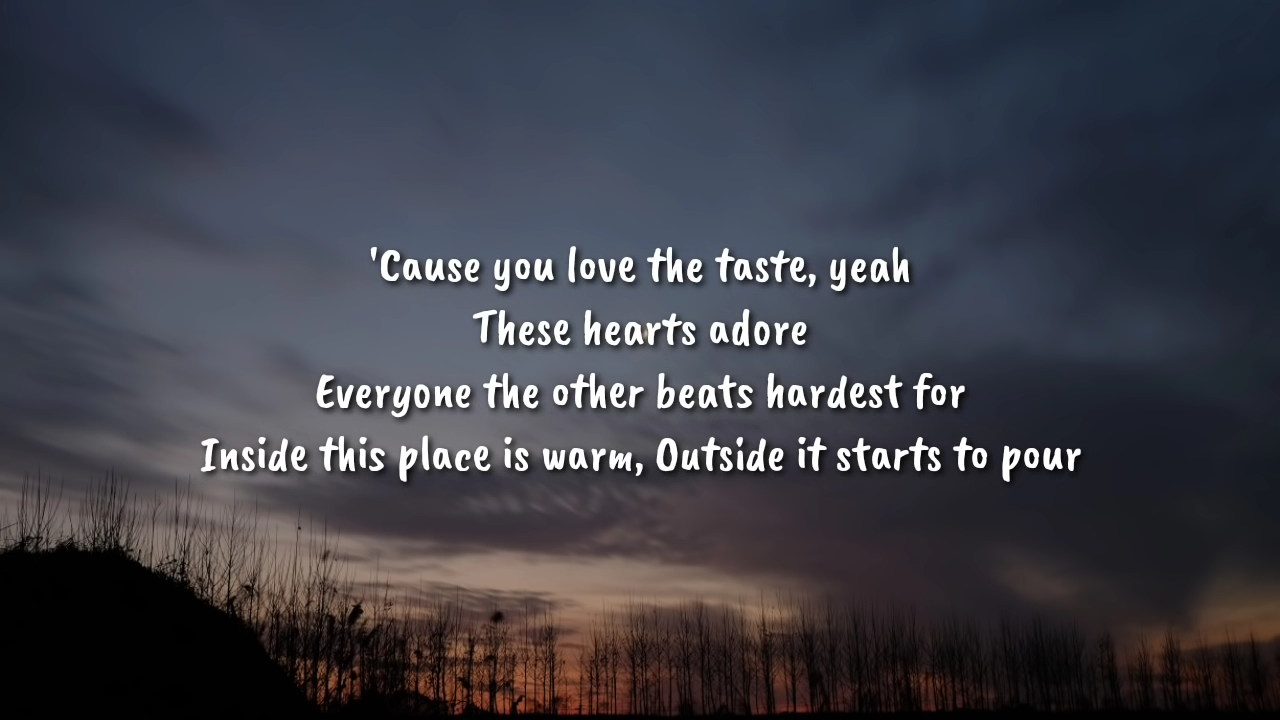 'Cause you love the taste, yeah
These hearts adore
Everyone the other beats hardest for
Inside this place is warm, Outside it starts to pour